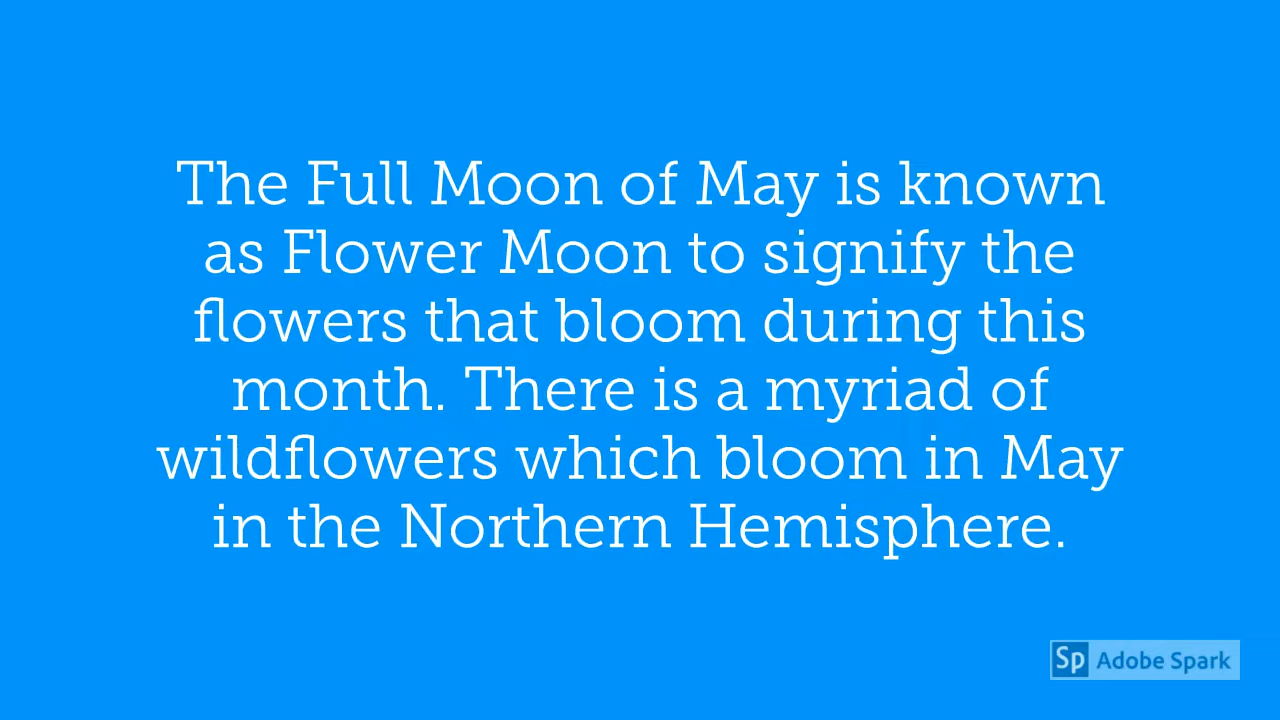 The Full Moon of May is known
as Flower Moon to signify the
flowers that bloom during this
month. There is a myriad of
wildflowers which bloom in May
in the Northern Hemisphere.
Sp Adobe Spark